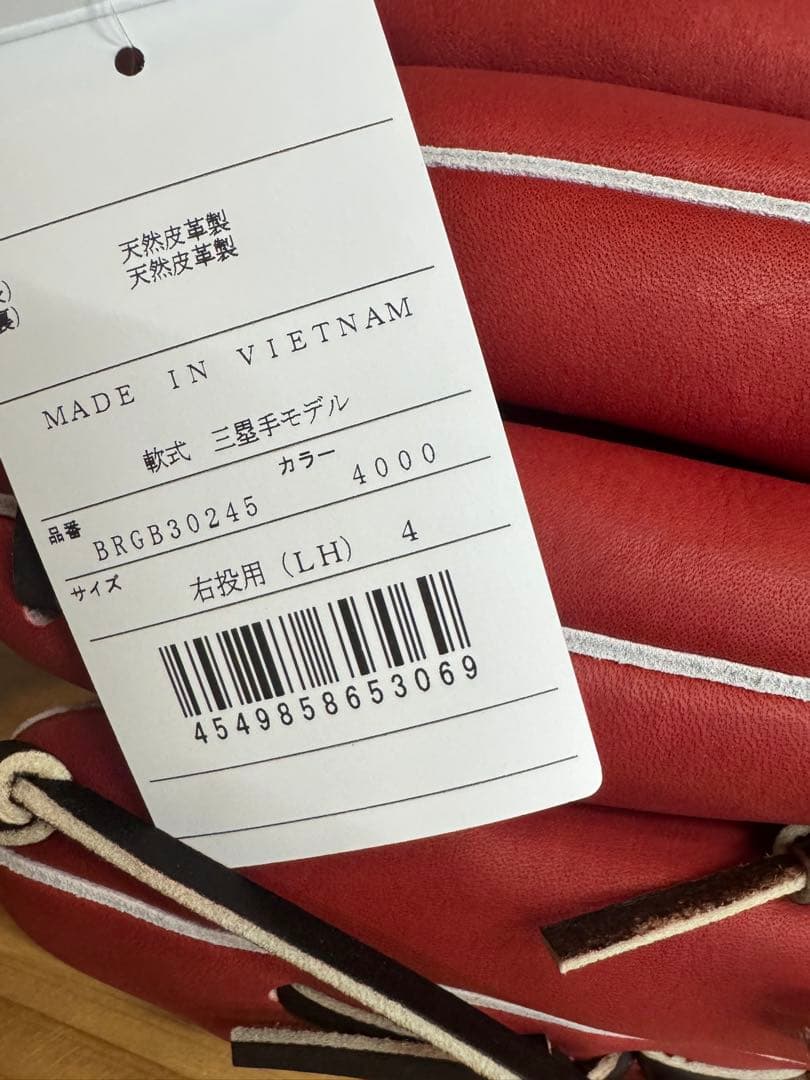 天然皮革製
天然皮革製
裏)
MADE IN VIETNAM
軟式 三塁手モデル
品番 BRGB30245 カラー 4000
サイズ 右投用(LH) 4
4549858653069